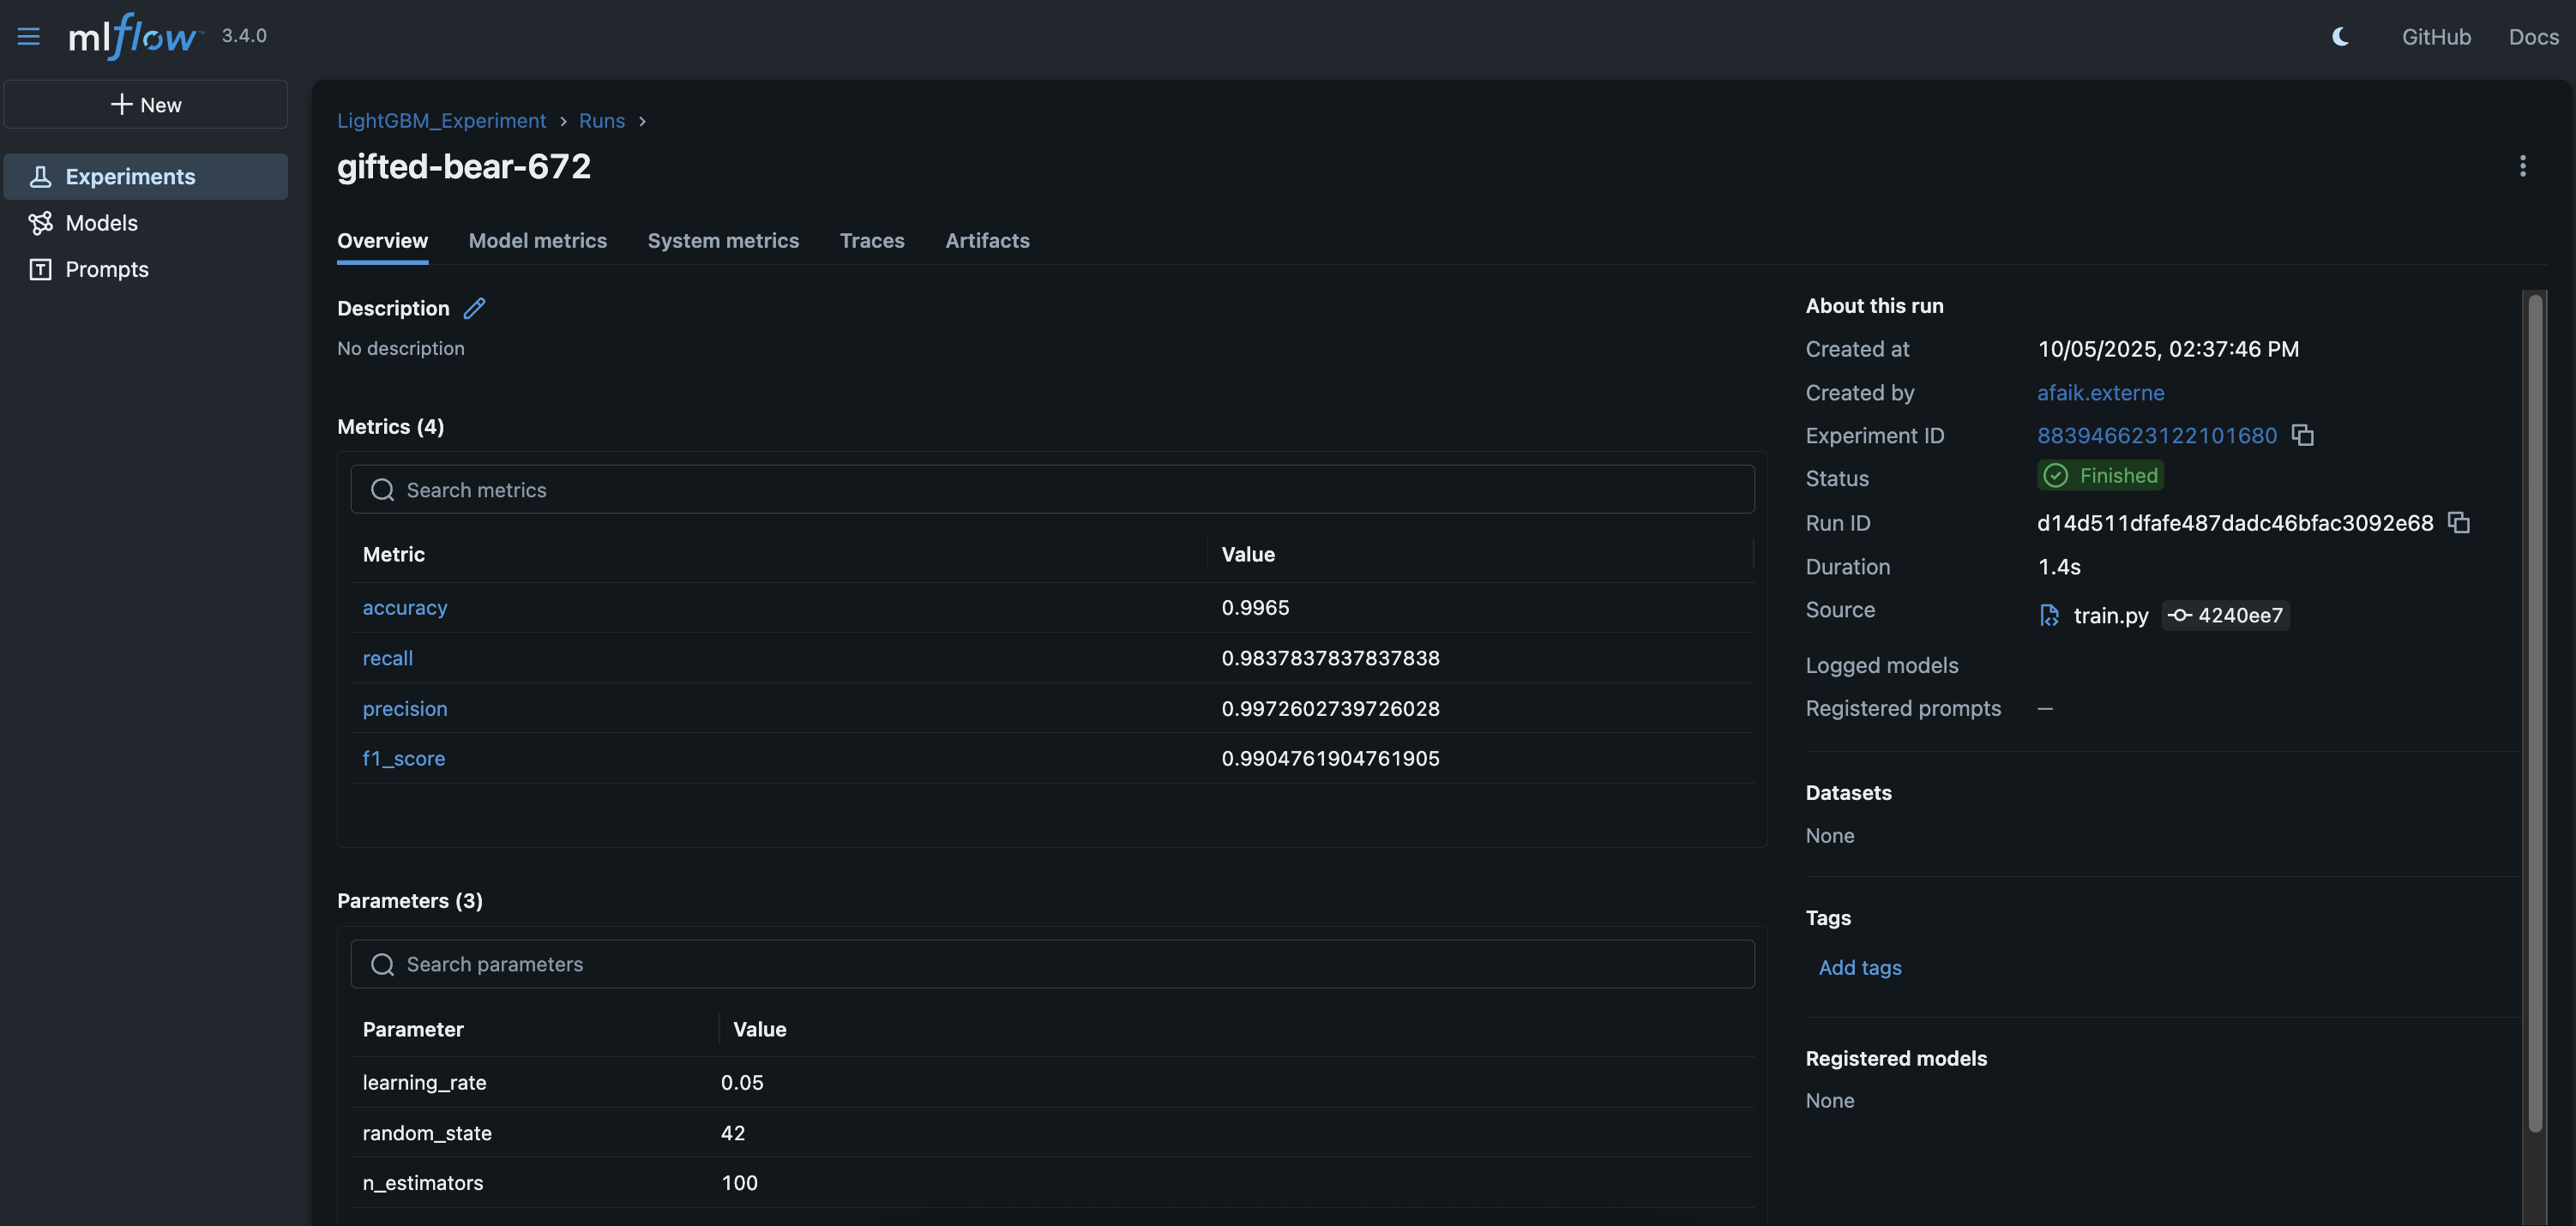 mlflow™ 3.4.0
GitHub
Docs
New
Experiments
Models
Prompts
LightGBM_Experiment > Runs >
gifted-bear-672
Overview
Model metrics
System metrics
Traces
Artifacts
Description
No description
Metrics (4)
Search metrics
Metric Value
accuracy 0.9965
recall 0.9837837837837838
precision 0.9972602739726028
f1_score 0.9904761904761905
Parameters (3)
Search parameters
Parameter Value
learning_rate 0.05
random_state 42
n_estimators 100
About this run
Created at 10/05/2025, 02:37:46 PM
Created by afaik.externe
Experiment ID 883946623122101680
Status Finished
Run ID d14d511dfafe487dadc46bfac3092e68
Duration 1.4s
Source train.py 4240ee7
Logged models
Registered prompts —
Datasets
None
Tags
Add tags
Registered models
None